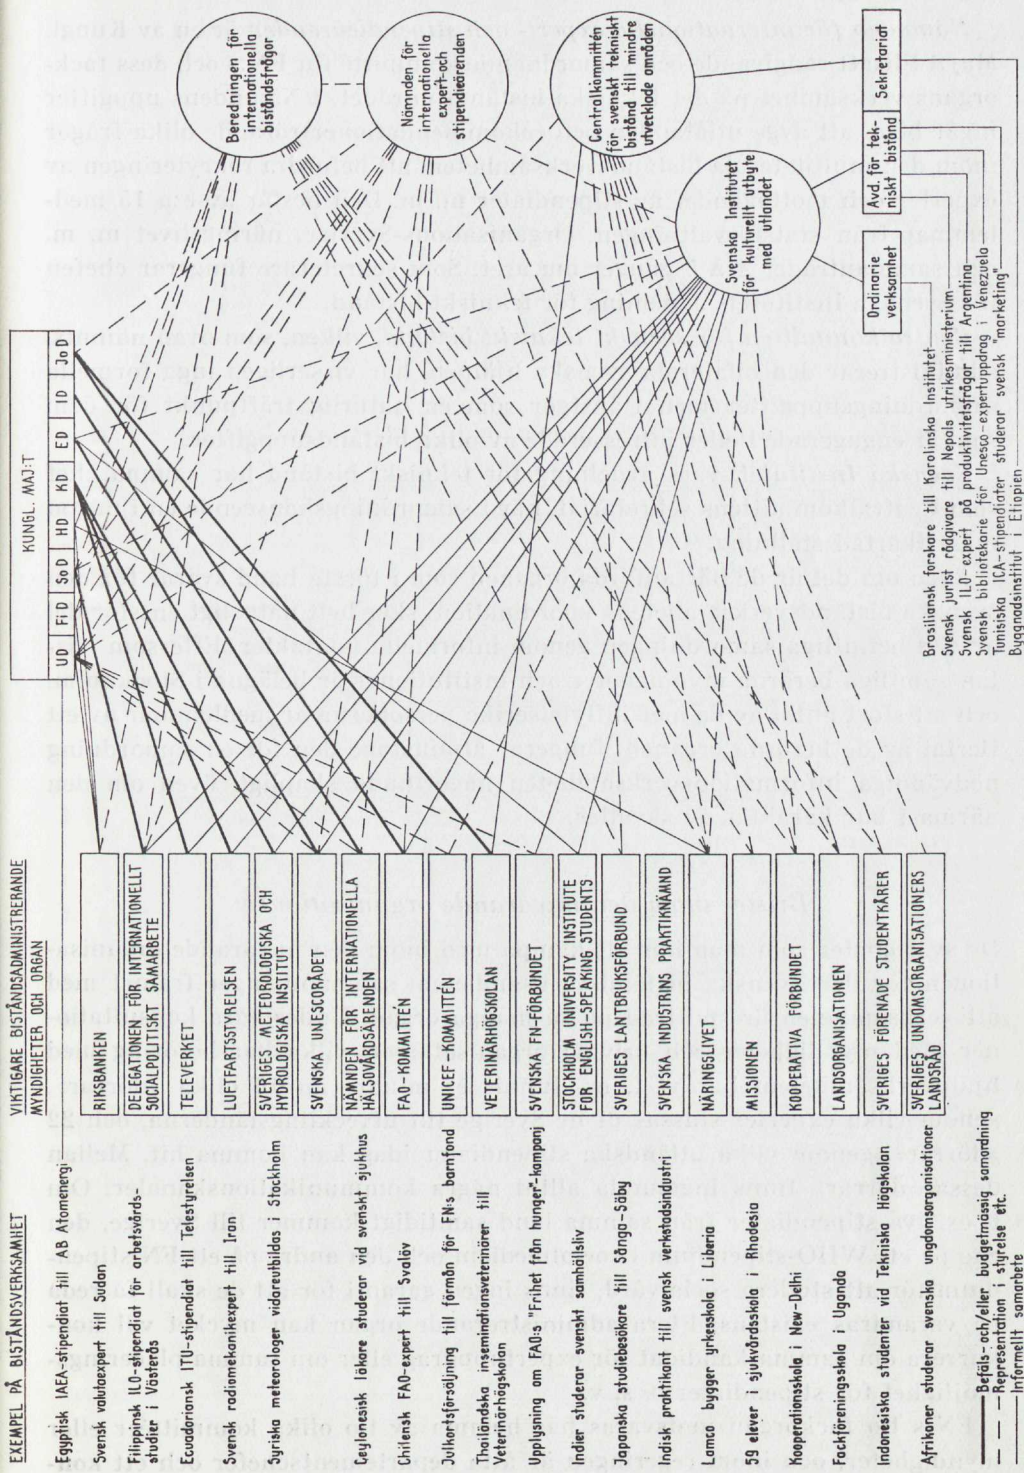 EXEMPEL PÅ BISTÅNDSVERKSAMHET
VIKTIGARE BISTÅNDSADMINISTRERANDE
MYNDIGHETER OCH ORGAN
KUNGL. MAJ:T
UD
FiD
SoD
HD
KD
ED
ID
JoD
Egyptisk IAEA-stipendiat till AB Atomenergi
Svensk valutaexpert till Sudan
Filippinsk ILO-stipendiat för arbetsvårds-
studier i Västerås
Ecuadoriansk ITU-stipendiat till Telestyrelsen
Svensk radiomekanikexpert till Iran
Syriska meteorologer vidareutbildas i Stockholm
Ceylonesisk läkare studerar vid svenskt sjukhus
Chilensk FAO-expert till Svalöv
Julkortsförsäljning till förmån för FN:s barnfond
Thailändska inseminationsveterinärer till
Veterinärhögskolan
Upplysning om FAO:s "Frihet från hunger"-kampanj
Indier studerar svenskt samhällsliv
Japanska studiebesökare till Sånga-Säby
Indisk praktikant till svensk verkstadsindustri
Lamco bygger yrkesskola i Liberia
39 elever i sjukvårdsskola i Rhodesia
Kooperationsskola i New-Delhi
Fackföreningsskola i Uganda
Indonesisk studentska vid Tekniska Högskolan
Afrikaner studerar svenska ungdomsorganisationer
RIKSBANKEN
DELEGATIONEN FÖR INTERNATIONELLT
SOCIALPOLITISKT SAMARBETE
TELEVERKET
LUFTFARTSSTYRELSEN
SVERIGES METEOROLOGISKA OCH
HYDROLOGISKA INSTITUT
SVENSKA UNESCORÅDET
NÄMNDEN FÖR INTERNATIONELLA
HÄLSOVÅRDSÄRENDEN
FAO-KOMMITTÉN
UNICEF KOMMITTÉN
VETERINÄRHÖGSKOLAN
SVENSKA FN-FÖRBUNDET
STOCKHOLM UNIVERSITY INSTITUTE
FOR ENGLISH-SPEAKING STUDENTS
SVERIGES LANTBRUKSFÖRBUND
SVENSKA INDUSTRINS PRAKTIKNÄMND
NÄRINGSLIVET
MISSIONEN
KOOPERATIVA FÖRBUNDET
LANDSORGANISATIONEN
SVERIGES FÖRENADE STUDENTKÅRER
SVERIGES UNGDOMSORGANISATIONERS
LANDSRÅD
Beredningen för
internationella
biståndsfrågor
Nämnden för
internationella
expert-och
stipendieärenden
Centralkommittén
för svenskt tekniskt
bistånd till mindre
utvecklade områden
Svenska Institutet
för kulturellt utbyte
med utlandet
Ordinarie
verksamhet
Avd. för tek-
niskt bistånd
Sekretariat
Brasiliansk forskare till Karolinska Institutet
Svensk jurist rådgivare till Nepals utrikesministerium
Svensk ILO-expert på produktivitetsfrågor till Argentina
Svensk bibliotekarie för Unesco-expertuppdrag i Venezuela
Tunisiska ICA-stipendiater studerar svensk "marketing"
Byggnadsinstitut i Etiopien
Befäls- och/eller budgetmässig samordning
Representation i styrelse etc.
Informellt samarbete